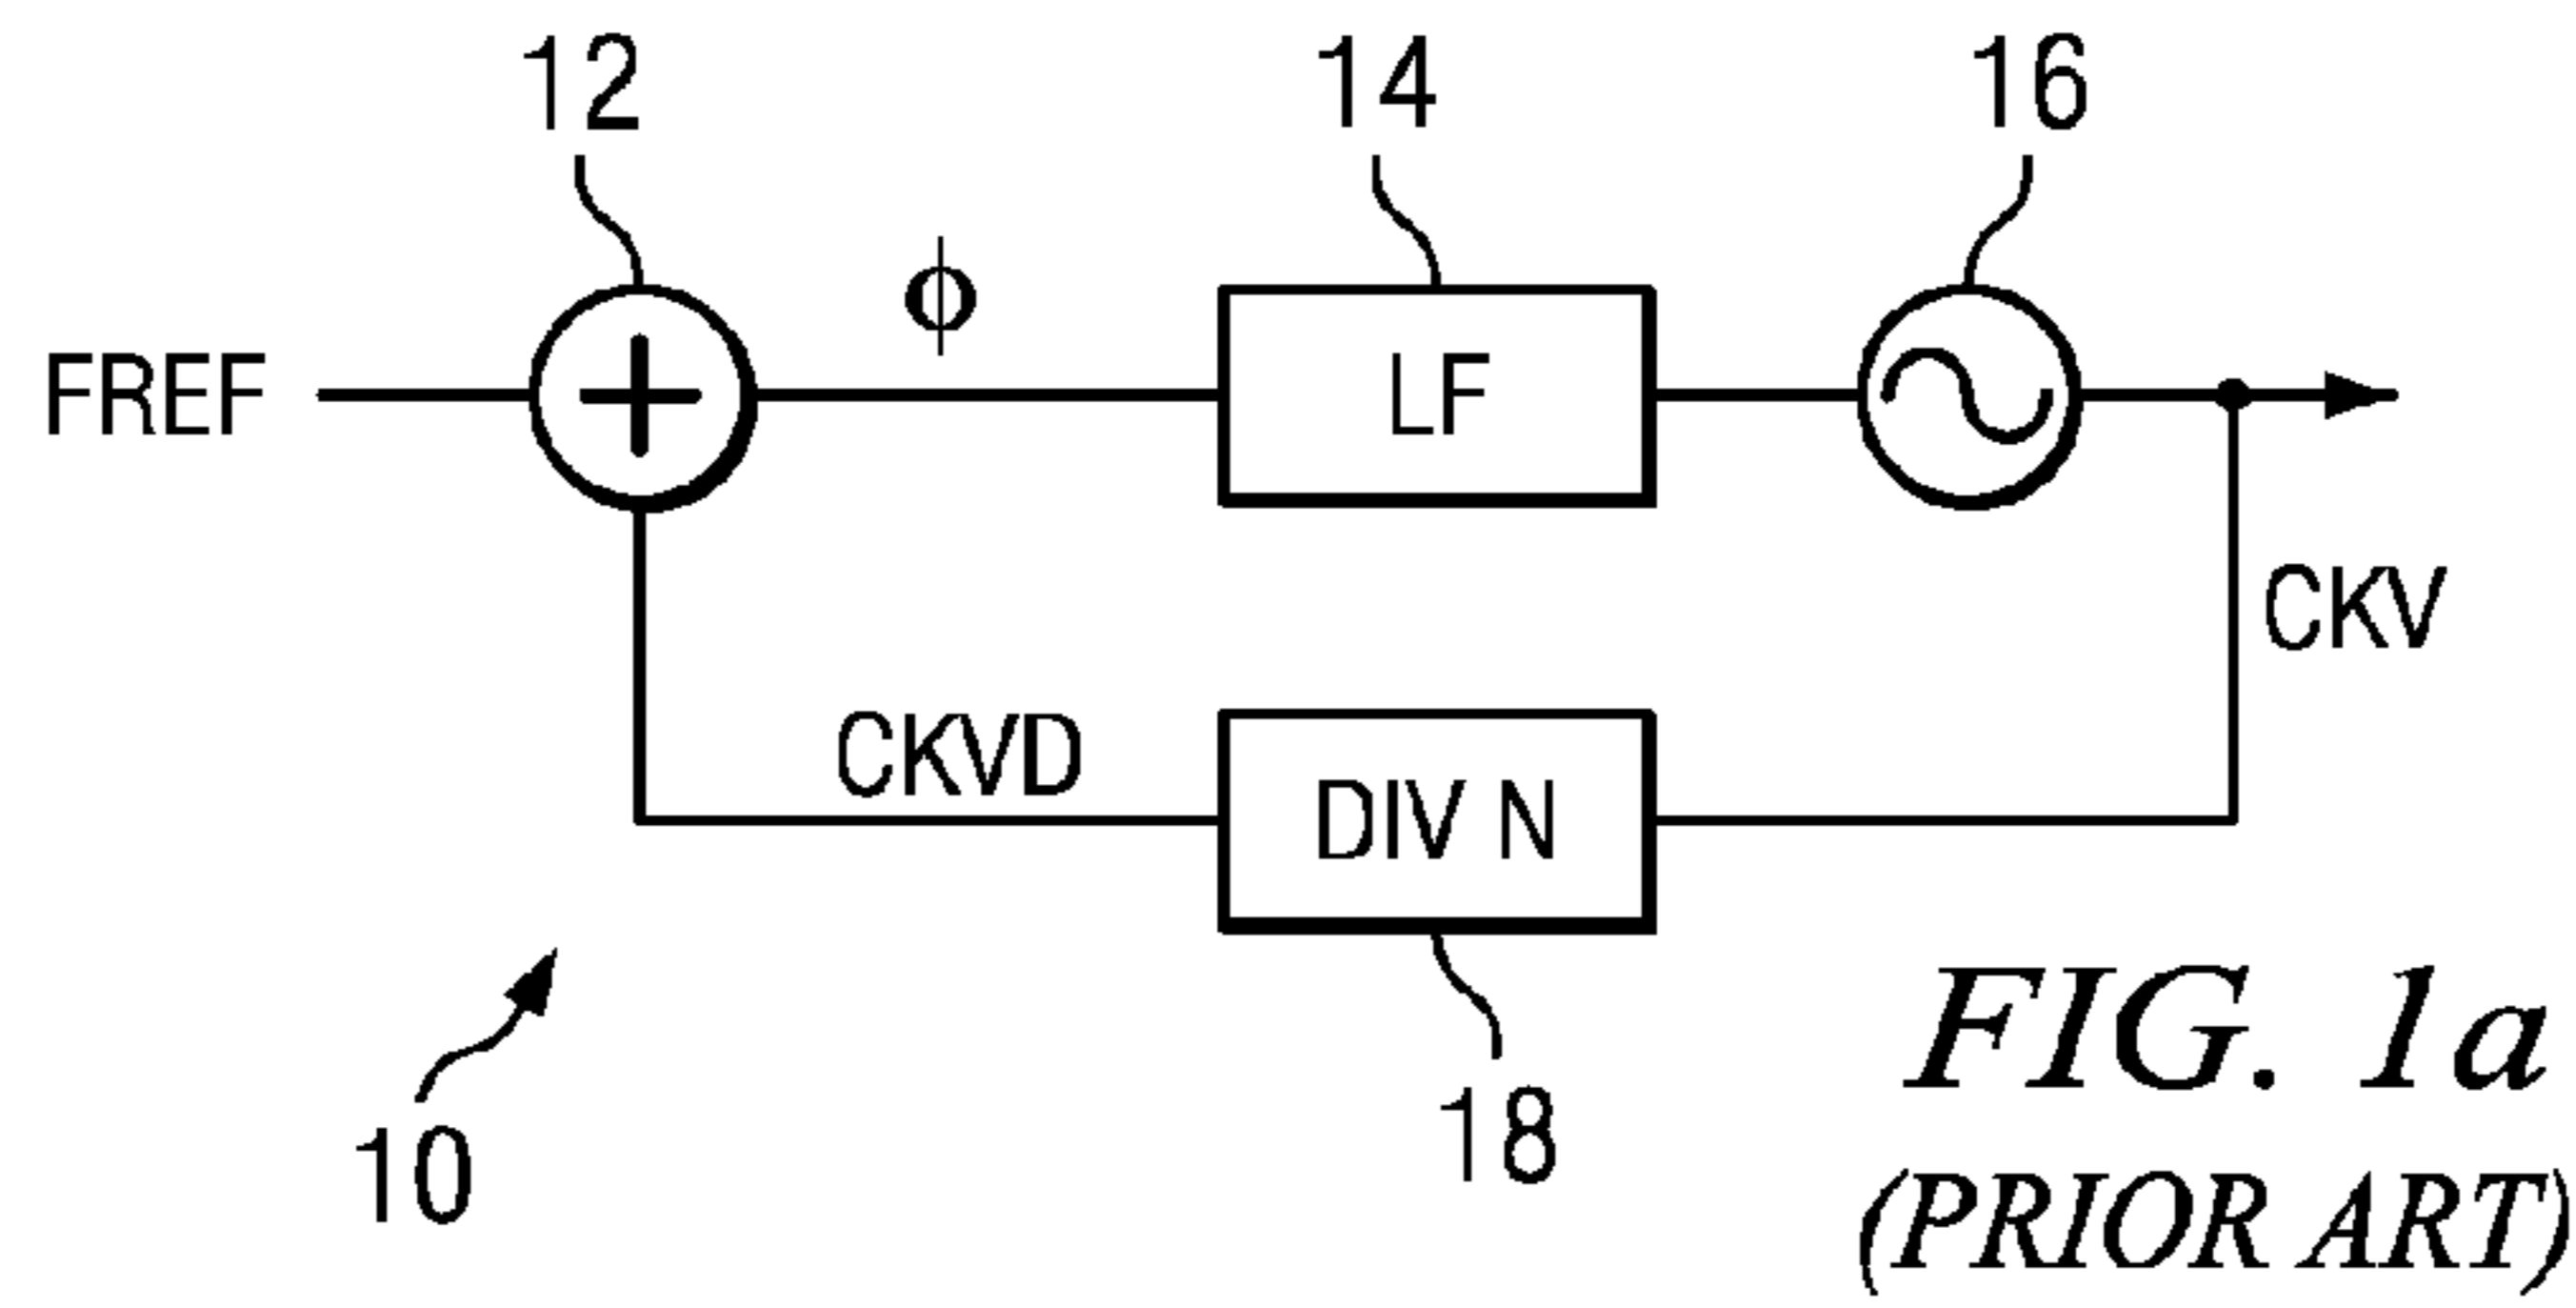 12
14
16
ϕ
FREF
LF
CKV
CKVD
DIV N
10
18
FIG. 1a
(PRIOR ART)